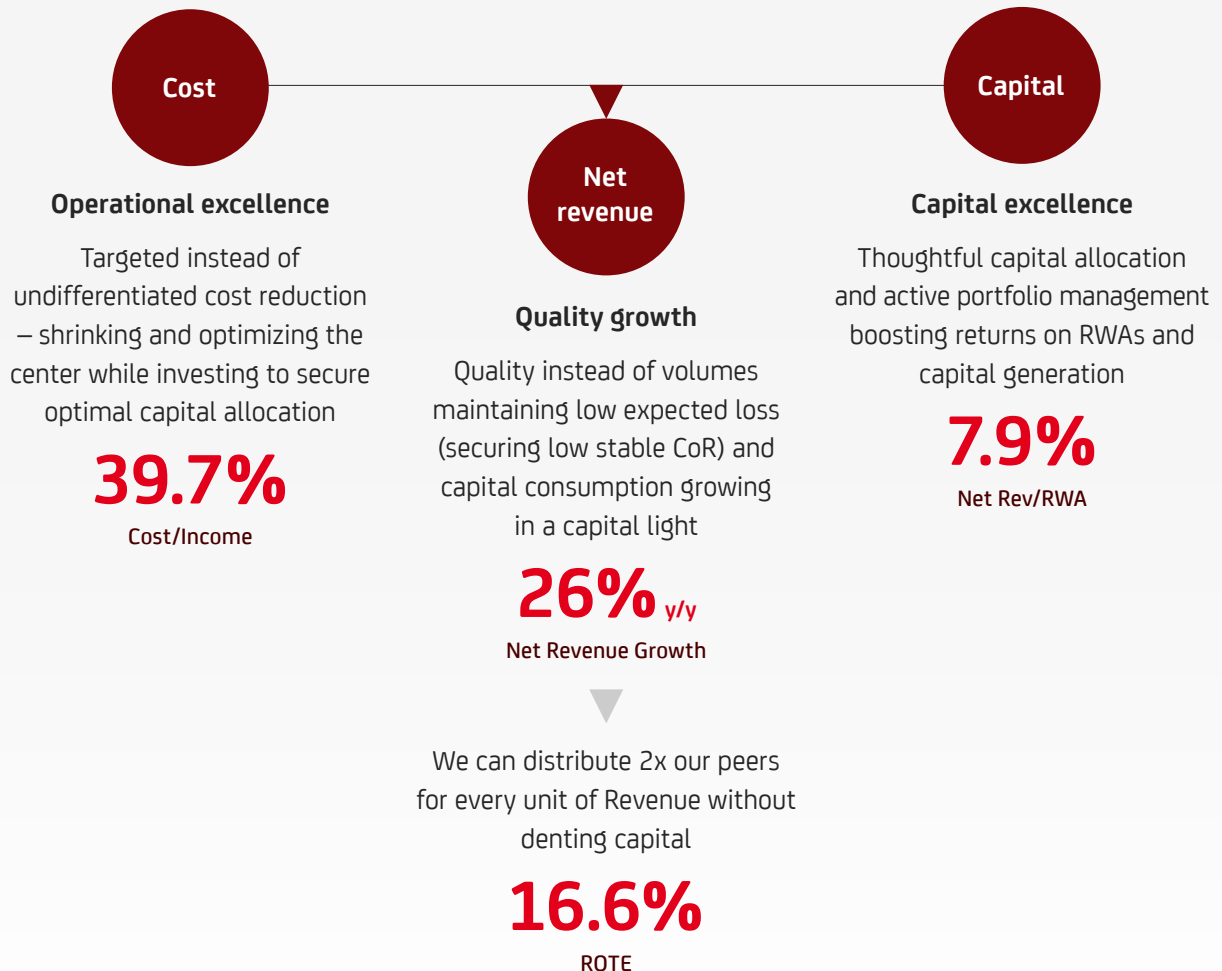 Cost
Operational excellence
Targeted instead of
undifferentiated cost reduction
– shrinking and optimizing the
center while investing to secure
optimal capital allocation
39.7%
Cost/Income
Net
revenue
Quality growth
Quality instead of volumes
maintaining low expected loss
(securing low stable CoR) and
capital consumption growing
in a capital light
26% y/y
Net Revenue Growth
Capital
Capital excellence
Thoughtful capital allocation
and active portfolio management
boosting returns on RWAs and
capital generation
7.9%
Net Rev/RWA
We can distribute 2x our peers
for every unit of Revenue without
denting capital
16.6%
ROTE